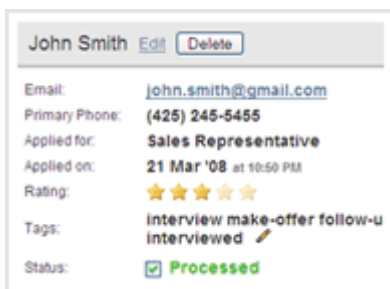 John Smith Edit Delete
Email: john.smith@gmail.com
Primary Phone: (425) 245-5455
Applied for: Sales Representative
Applied on: 21 Mar '08 at 10:50 PM
Rating:
Tags: interview make-offer follow-u
interviewed
Status: Processed